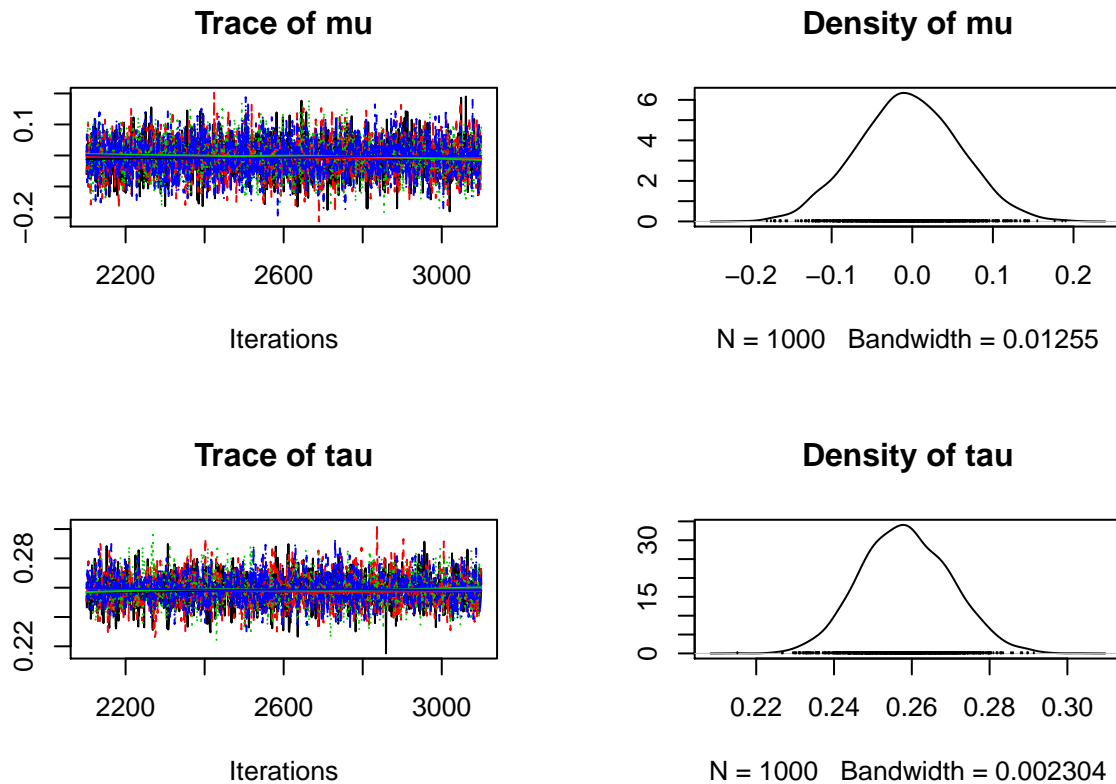 Trace of mu
0.1
−0.2
2200 2600 3000
Iterations
Density of mu
6
4
2
0
−0.2 −0.1 0.0 0.1 0.2
N = 1000 Bandwidth = 0.01255
Trace of tau
0.28
0.22
2200 2600 3000
Iterations
Density of tau
30
15
0
0.22 0.24 0.26 0.28 0.30
N = 1000 Bandwidth = 0.002304